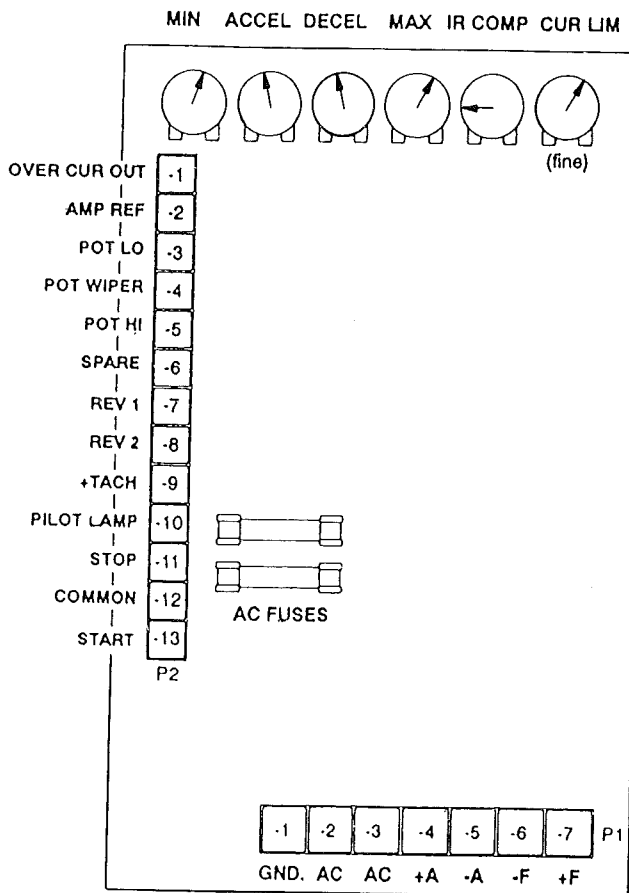 MIN ACCEL DECEL MAX IR COMP CUR LIM
(fine)
OVER CUR OUT -1
AMP REF -2
POT LO -3
POT WIPER -4
POT HI -5
SPARE -6
REV 1 -7
REV 2 -8
+TACH -9
PILOT LAMP -10
STOP -11
COMMON -12
START -13
P2
AC FUSES
-1 -2 -3 -4 -5 -6 -7 P1
GND. AC AC +A -A -F +F